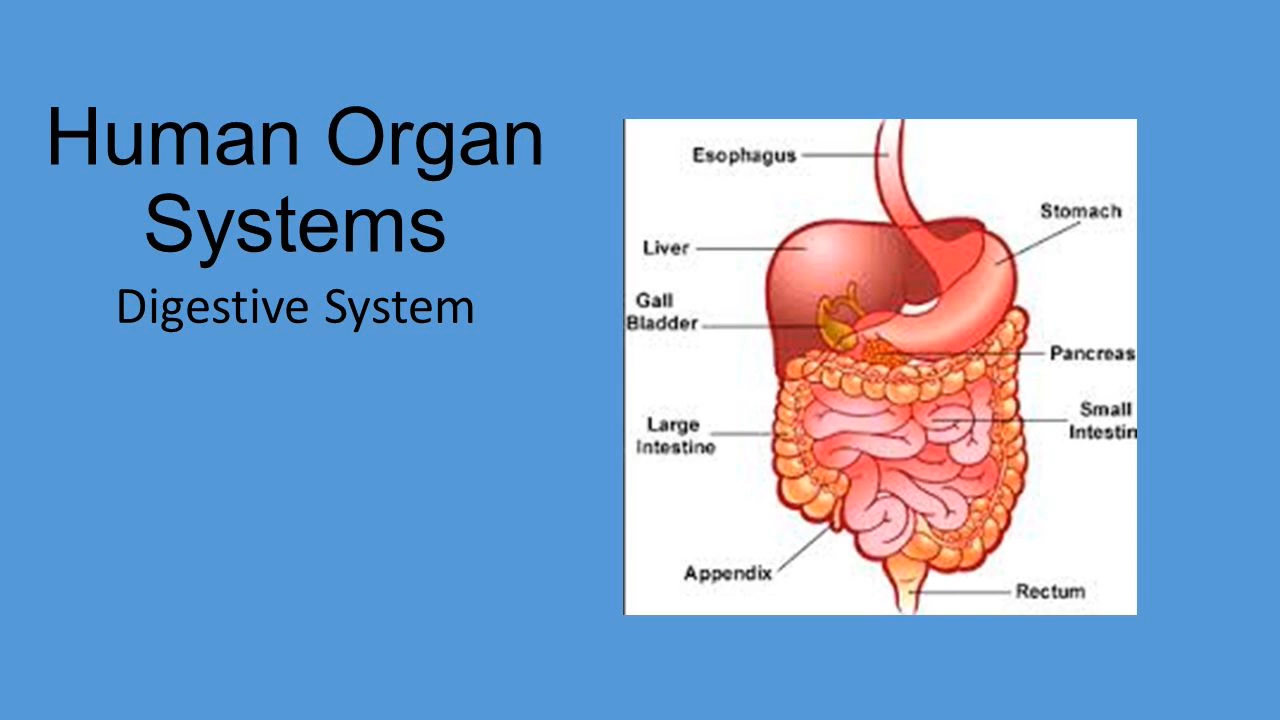 Human Organ
Systems
Digestive System
Esophagus
Stomach
Liver
Gall
Bladder
Pancreas
Small
Intestin
Large
Intestine
Appendix
Rectum